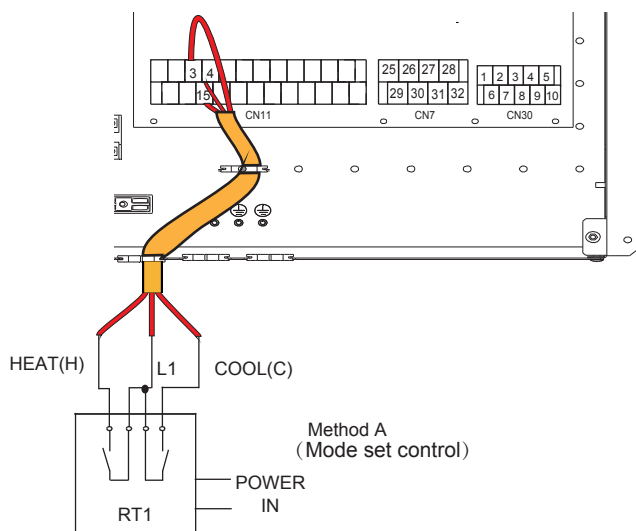 3 4
15
CN11
25 26 27 28
29 30 31 32
CN7
1 2 3 4 5
6 7 8 9 10
CN30
HEAT(H)
L1
COOL(C)
Method A
(Mode set control)
POWER
IN
RT1